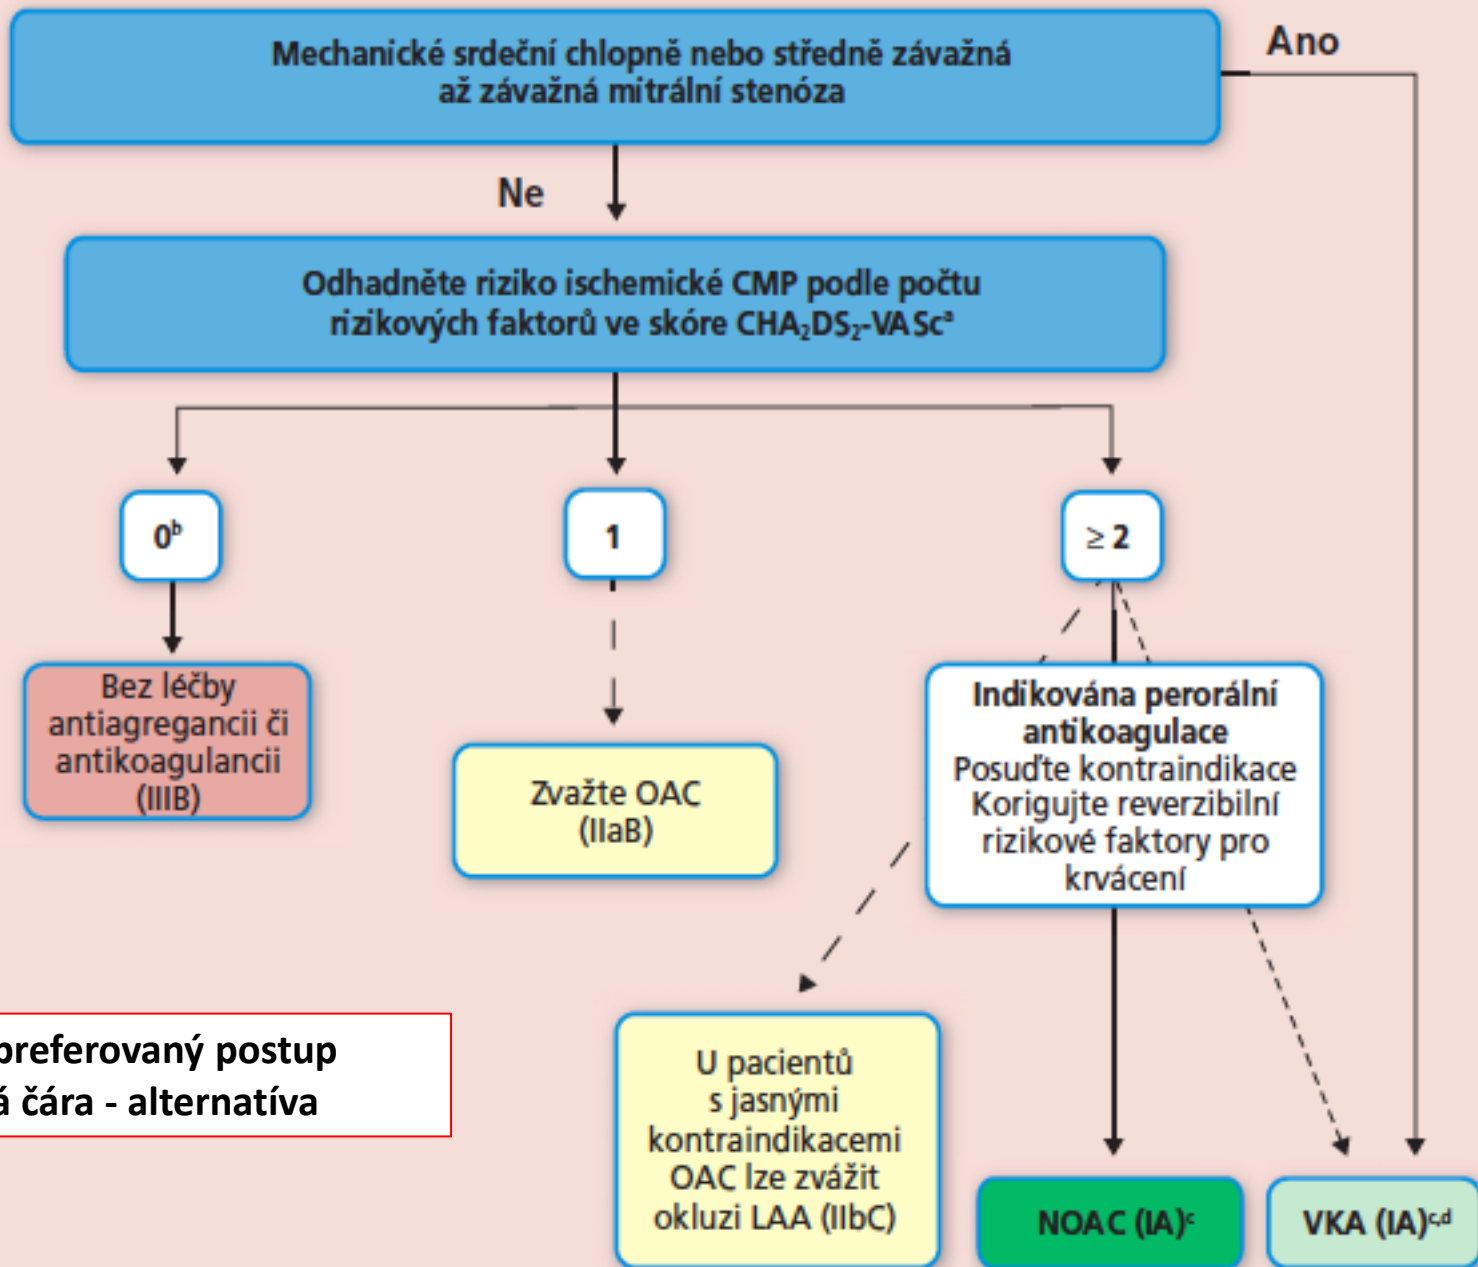 Mechanické srdeční chlopně nebo středně závažná
až závažná mitrální stenóza
Ano
Ne
Odhadněte riziko ischemické CMP podle počtu
rizikových faktorů ve skóre CHA₂DS₂-VAScᵃ
0ᵇ
1
≥ 2
Bez léčby
antiagregancii či
antikoagulancii
(IIIB)
Zvažte OAC
(IIaB)
Indikována perorální
antikoagulace
Posuďte kontraindikace
Korigujte reverzibilní
rizikové faktory pro
krvácení
preferovaný postup
čára - alternatíva
U pacientů
s jasnými
kontraindikacemi
OAC lze zvážit
okluzi LAA (IIbC)
NOAC (IA)ᶜ
VKA (IA)ᶜ,ᵈ